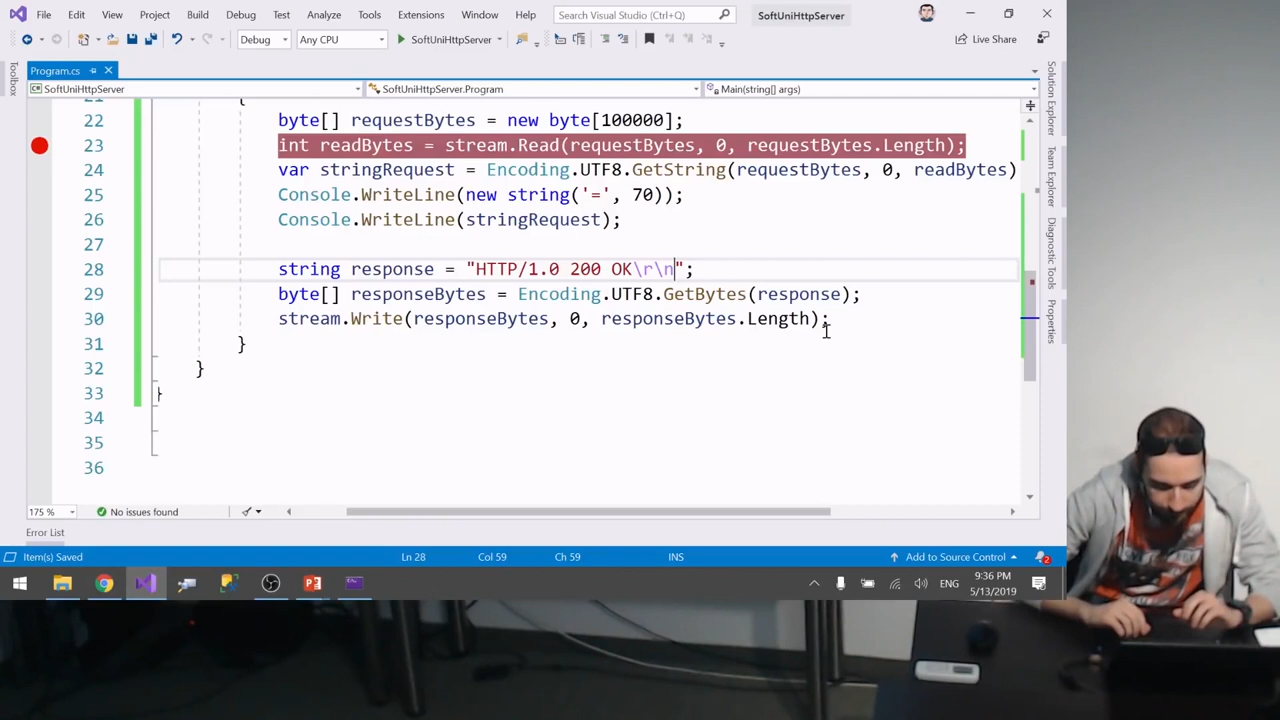 File Edit View Project Build Debug Test Analyze Tools Extensions Window Help Search Visual Studio (Ctrl+Q) SoftUniHttpServer
Debug Any CPU SoftUniHttpServer Live Share
Program.cs
SoftUniHttpServer SoftUniHttpServer.Program Main(string[] args)
21 {
22 byte[] requestBytes = new byte[100000];
23 int readBytes = stream.Read(requestBytes, 0, requestBytes.Length);
24 var stringRequest = Encoding.UTF8.GetString(requestBytes, 0, readBytes)
25 Console.WriteLine(new string('=', 70));
26 Console.WriteLine(stringRequest);
27
28 string response = "HTTP/1.0 200 OK\r\n";
29 byte[] responseBytes = Encoding.UTF8.GetBytes(response);
30 stream.Write(responseBytes, 0, responseBytes.Length);
31 }
32 }
33 }
34
35
36
Toolbox
Solution Explorer
Team Explorer
Diagnostic Tools
Properties
175 % No issues found
Error List
Item(s) Saved Ln 28 Col 59 Ch 59 INS Add to Source Control 2
ENG 9:36 PM
5/13/2019